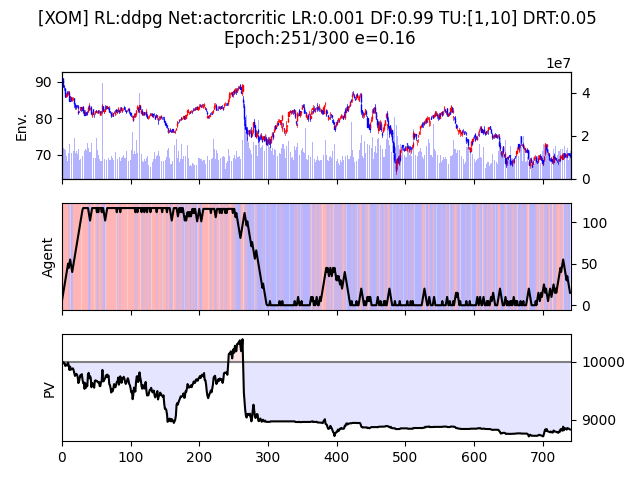 [XOM] RL:ddpg Net:actorcritic LR:0.001 DF:0.99 TU:[1,10] DRT:0.05
Epoch:251/300 e=0.16
1e7
90
80
70
Env.
4
2
0
Agent
100
50
0
PV
10000
9000
0 100 200 300 400 500 600 700